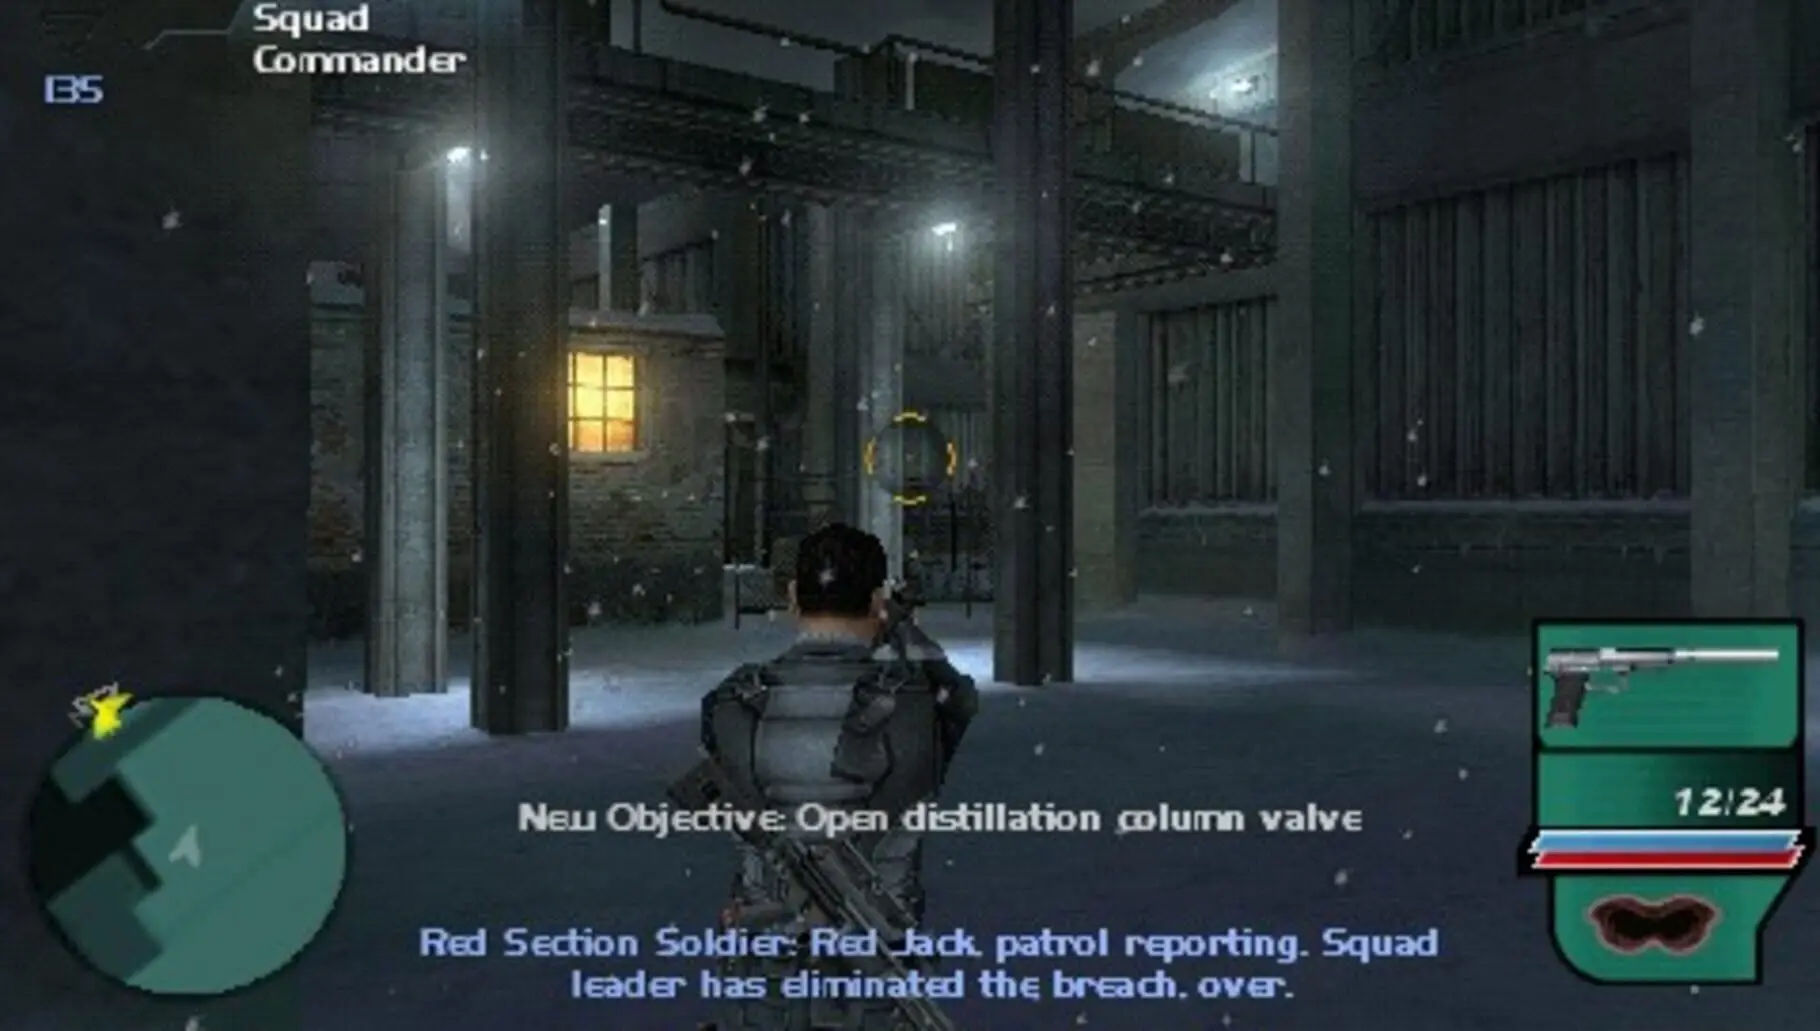 Squad
Commander
135
12/24
New Objective: Open distillation column valve
Red Section Soldier: Red Jack patrol reporting. Squad
leader has eliminated the breach, over.